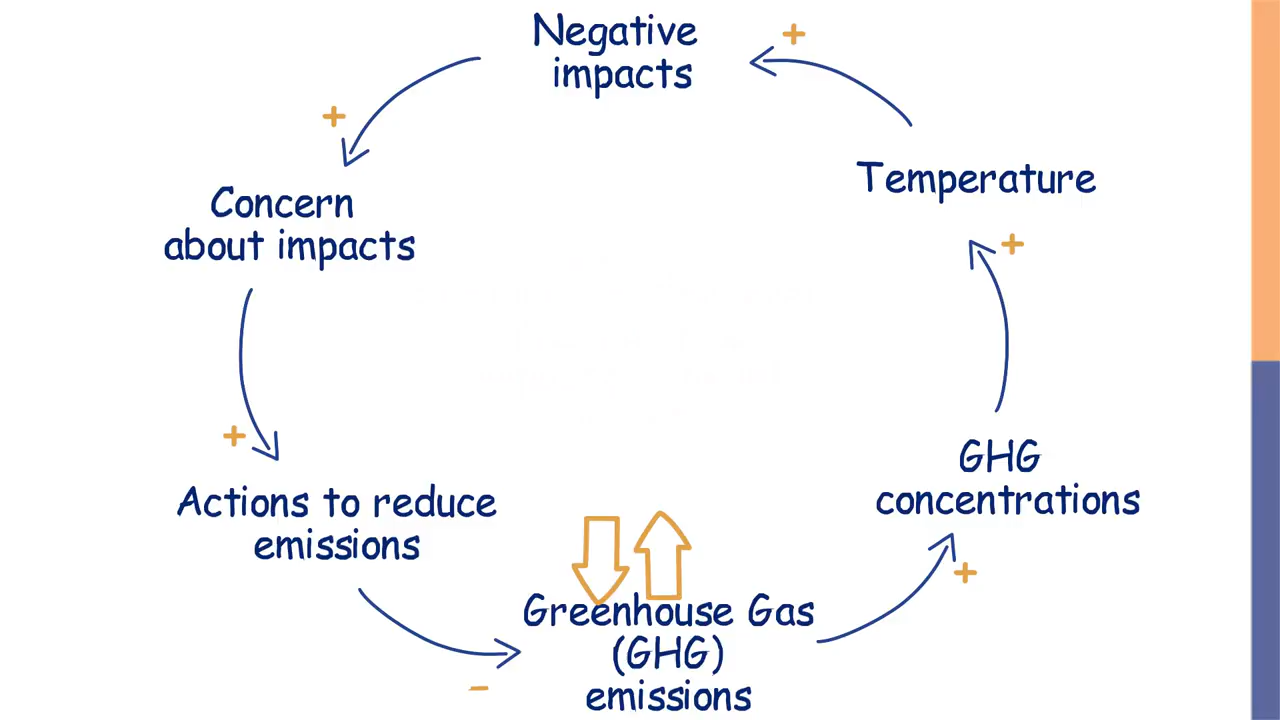 Negative
impacts
+
+
Concern
about impacts
Temperature
+
+
Actions to reduce
emissions
GHG
concentrations
+
Greenhouse Gas
(GHG)
emissions
-